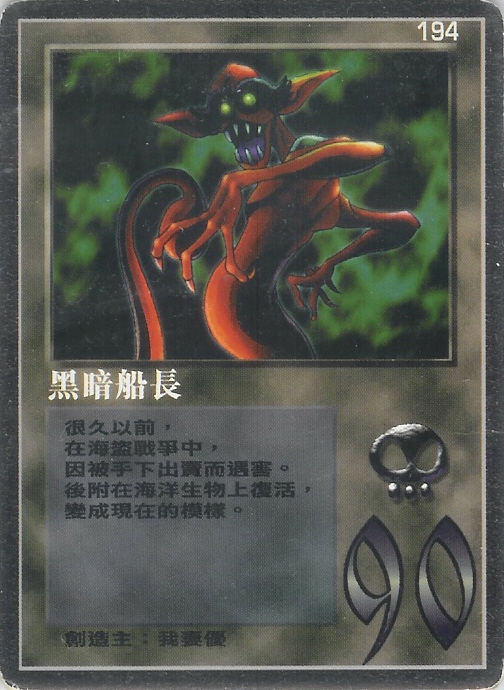 194
黑暗船長
很久以前，
在海盜戰爭中，
因被手下出賣而遇害。
後附在海洋生物上復活，
變成現在的模樣。
90
創造主：我妻優